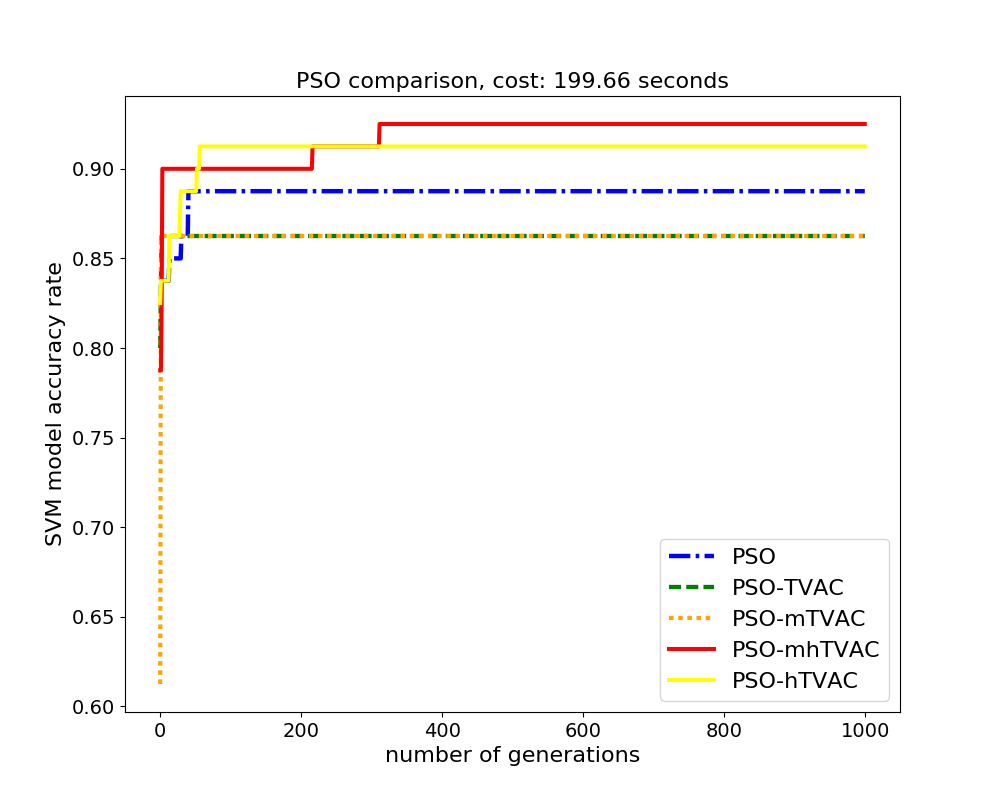 PSO comparison, cost: 199.66 seconds
SVM model accuracy rate
0.90
0.85
0.80
0.75
0.70
0.65
0.60
0
200
400
600
800
1000
number of generations
PSO
PSO-TVAC
PSO-mTVAC
PSO-mhTVAC
PSO-hTVAC